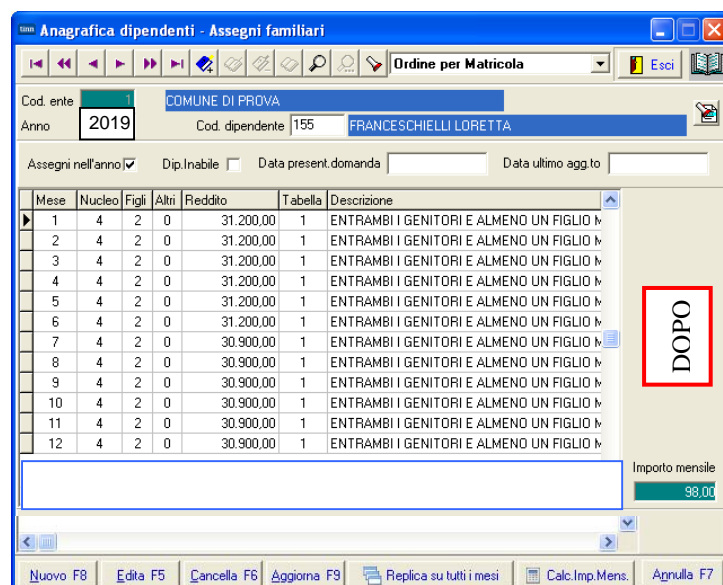 tinn Anagrafica dipendenti - Assegni familiari
Ordine per Matricola Esci
Cod. ente 1 COMUNE DI PROVA
Anno 2019 Cod. dipendente 155 FRANCESCHIELLI LORETTA
Assegni nell'anno Dip.Inabile Data present.domanda Data ultimo agg.to
Mese Nucleo Figli Altri Reddito Tabella Descrizione
1 4 2 0 31.200,00 1 ENTRAMBI I GENITORI E ALMENO UN FIGLIO M
2 4 2 0 31.200,00 1 ENTRAMBI I GENITORI E ALMENO UN FIGLIO M
3 4 2 0 31.200,00 1 ENTRAMBI I GENITORI E ALMENO UN FIGLIO M
4 4 2 0 31.200,00 1 ENTRAMBI I GENITORI E ALMENO UN FIGLIO M
5 4 2 0 31.200,00 1 ENTRAMBI I GENITORI E ALMENO UN FIGLIO M
6 4 2 0 31.200,00 1 ENTRAMBI I GENITORI E ALMENO UN FIGLIO M
7 4 2 0 30.900,00 1 ENTRAMBI I GENITORI E ALMENO UN FIGLIO M
8 4 2 0 30.900,00 1 ENTRAMBI I GENITORI E ALMENO UN FIGLIO M
9 4 2 0 30.900,00 1 ENTRAMBI I GENITORI E ALMENO UN FIGLIO M
10 4 2 0 30.900,00 1 ENTRAMBI I GENITORI E ALMENO UN FIGLIO M
11 4 2 0 30.900,00 1 ENTRAMBI I GENITORI E ALMENO UN FIGLIO M
12 4 2 0 30.900,00 1 ENTRAMBI I GENITORI E ALMENO UN FIGLIO M
DOPO
Importo mensile
98,00
Nuovo F8 Edita F5 Cancella F6 Aggiorna F9 Replica su tutti i mesi Calc.Imp.Mens. Annulla F7